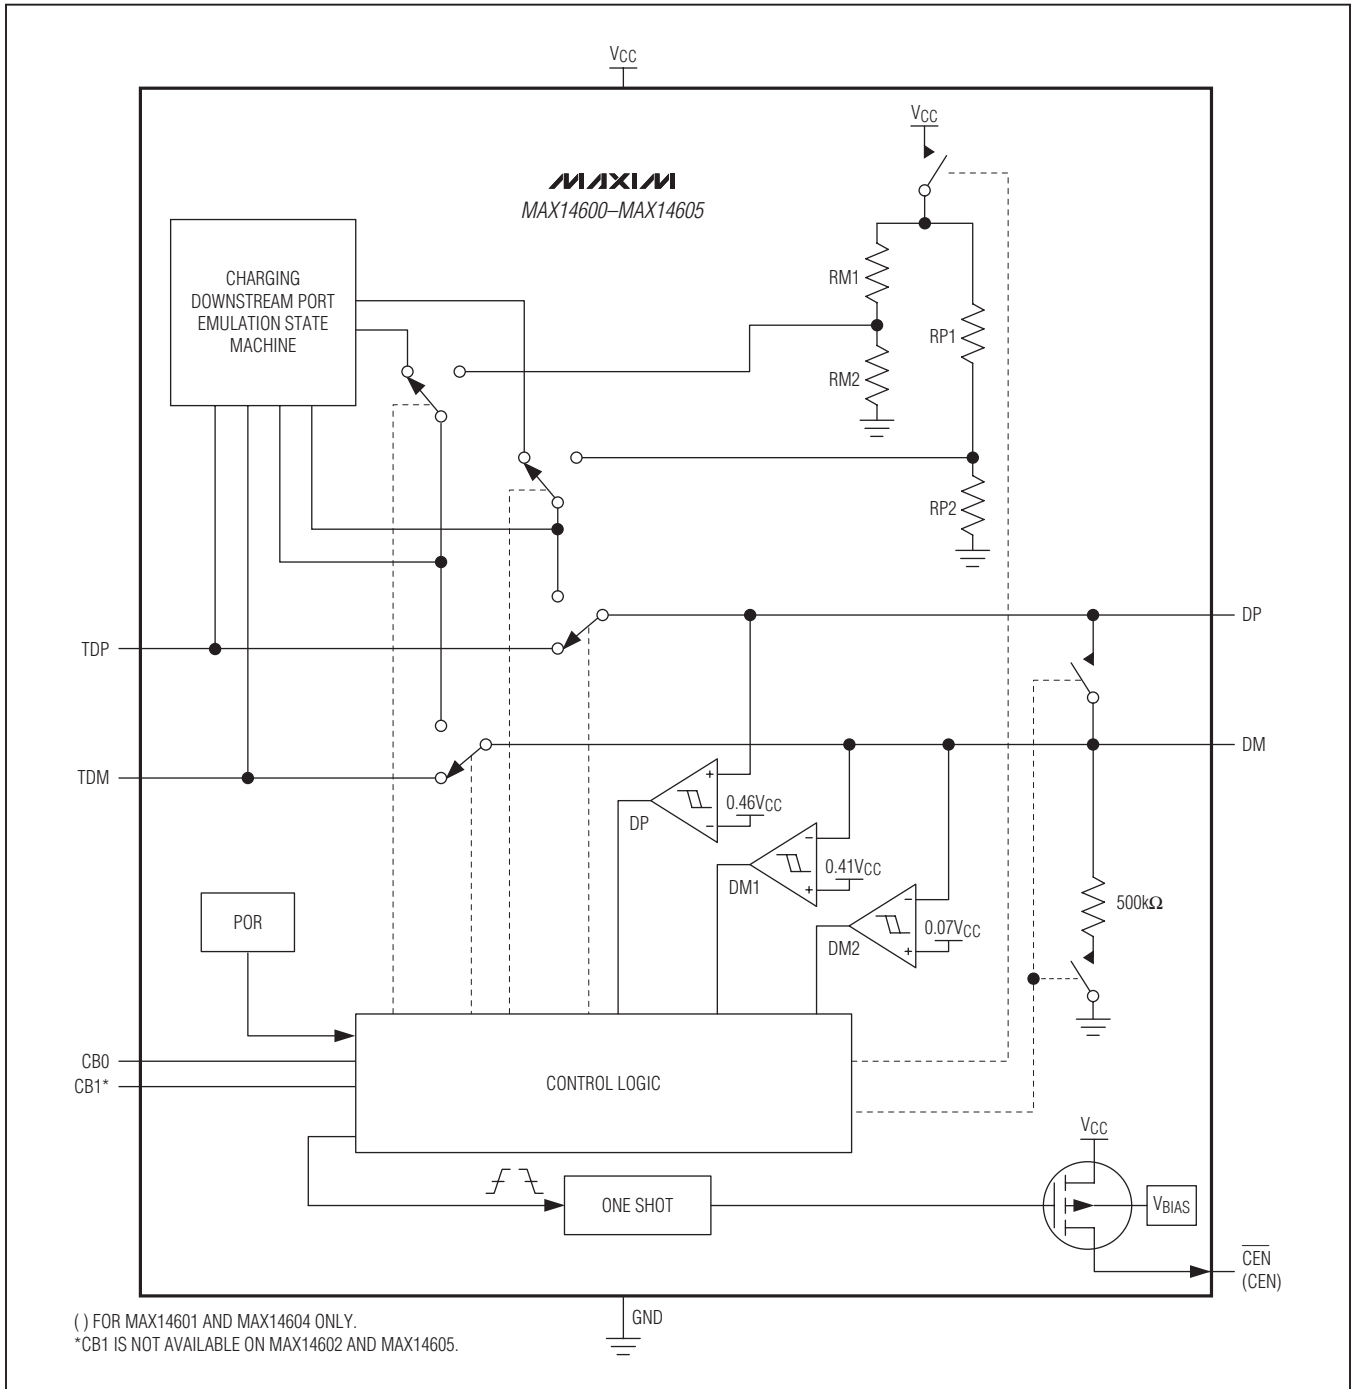 VCC
VCC
MAXIM
MAX14600–MAX14605
CHARGING
DOWNSTREAM PORT
EMULATION STATE
MACHINE
RM1
RP1
RM2
RP2
TDP
DP
TDM
DM
+
0.46VCC
DP
–
–
0.41VCC
DM1
+
–
500kΩ
POR
0.07VCC
DM2
+
CB0
CB1*
CONTROL LOGIC
VCC
ONE SHOT
VBIAS
CEN
(CEN)
GND
( ) FOR MAX14601 AND MAX14604 ONLY.
*CB1 IS NOT AVAILABLE ON MAX14602 AND MAX14605.